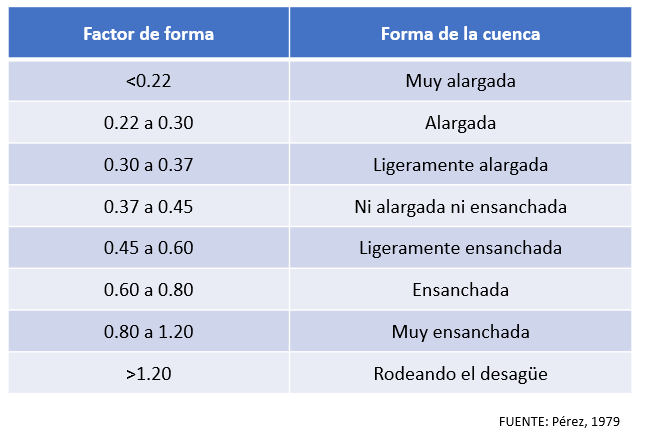 Factor de forma Forma de la cuenca
<0.22 Muy alargada
0.22 a 0.30 Alargada
0.30 a 0.37 Ligeramente alargada
0.37 a 0.45 Ni alargada ni ensanchada
0.45 a 0.60 Ligeramente ensanchada
0.60 a 0.80 Ensanchada
0.80 a 1.20 Muy ensanchada
>1.20 Rodeando el desagüe
FUENTE: Pérez, 1979